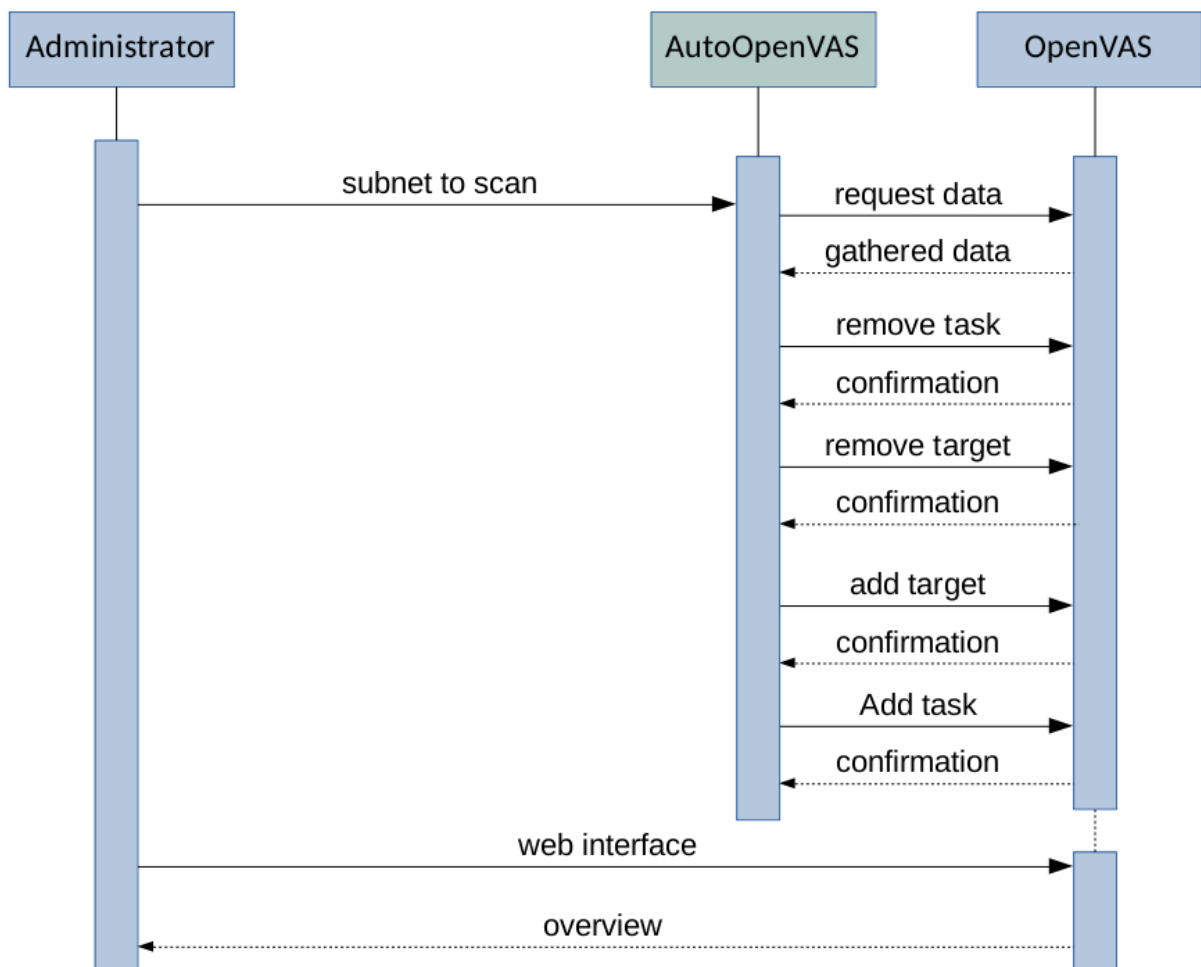 Administrator
AutoOpenVAS
OpenVAS
subnet to scan
request data
gathered data
remove task
confirmation
remove target
confirmation
add target
confirmation
Add task
confirmation
web interface
overview